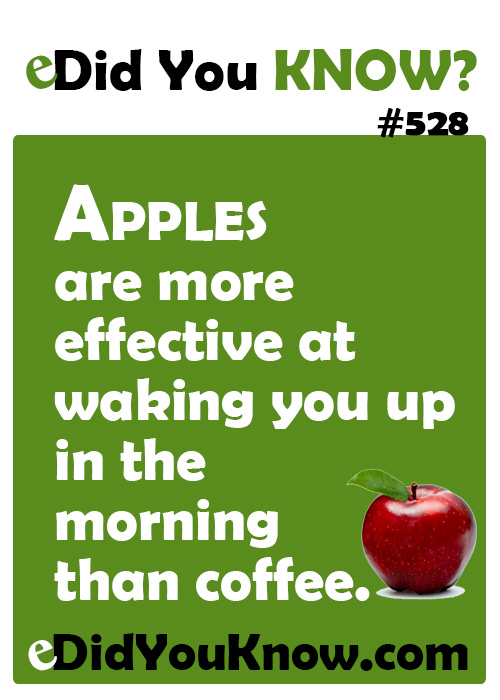 eDid You KNOW?
#528
APPLES
are more
effective at
waking you up
in the
morning
than coffee.
eDidYouKnow.com